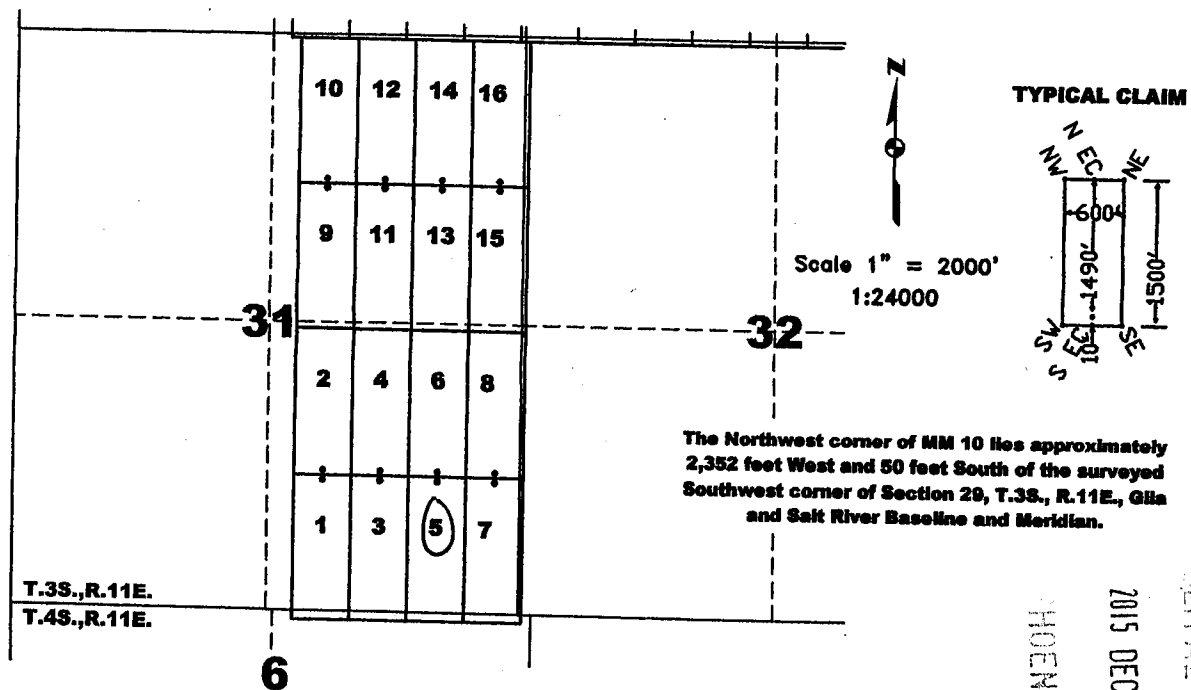 10 12 14 16
9 11 13 15
31
32
2 4 6 8
1 3 5 7
T.3S.,R.11E.
T.4S.,R.11E.
6
N
Scale 1" = 2000'
1:24000
TYPICAL CLAIM
NW
N EC
NE
600'
1490'
1500'
10
SW
S EC
SE
The Northwest corner of MM 10 lies approximately
2,352 feet West and 50 feet South of the surveyed
Southwest corner of Section 29, T.3S., R.11E., Gila
and Salt River Baseline and Meridian.
2015 DEC
HOEN